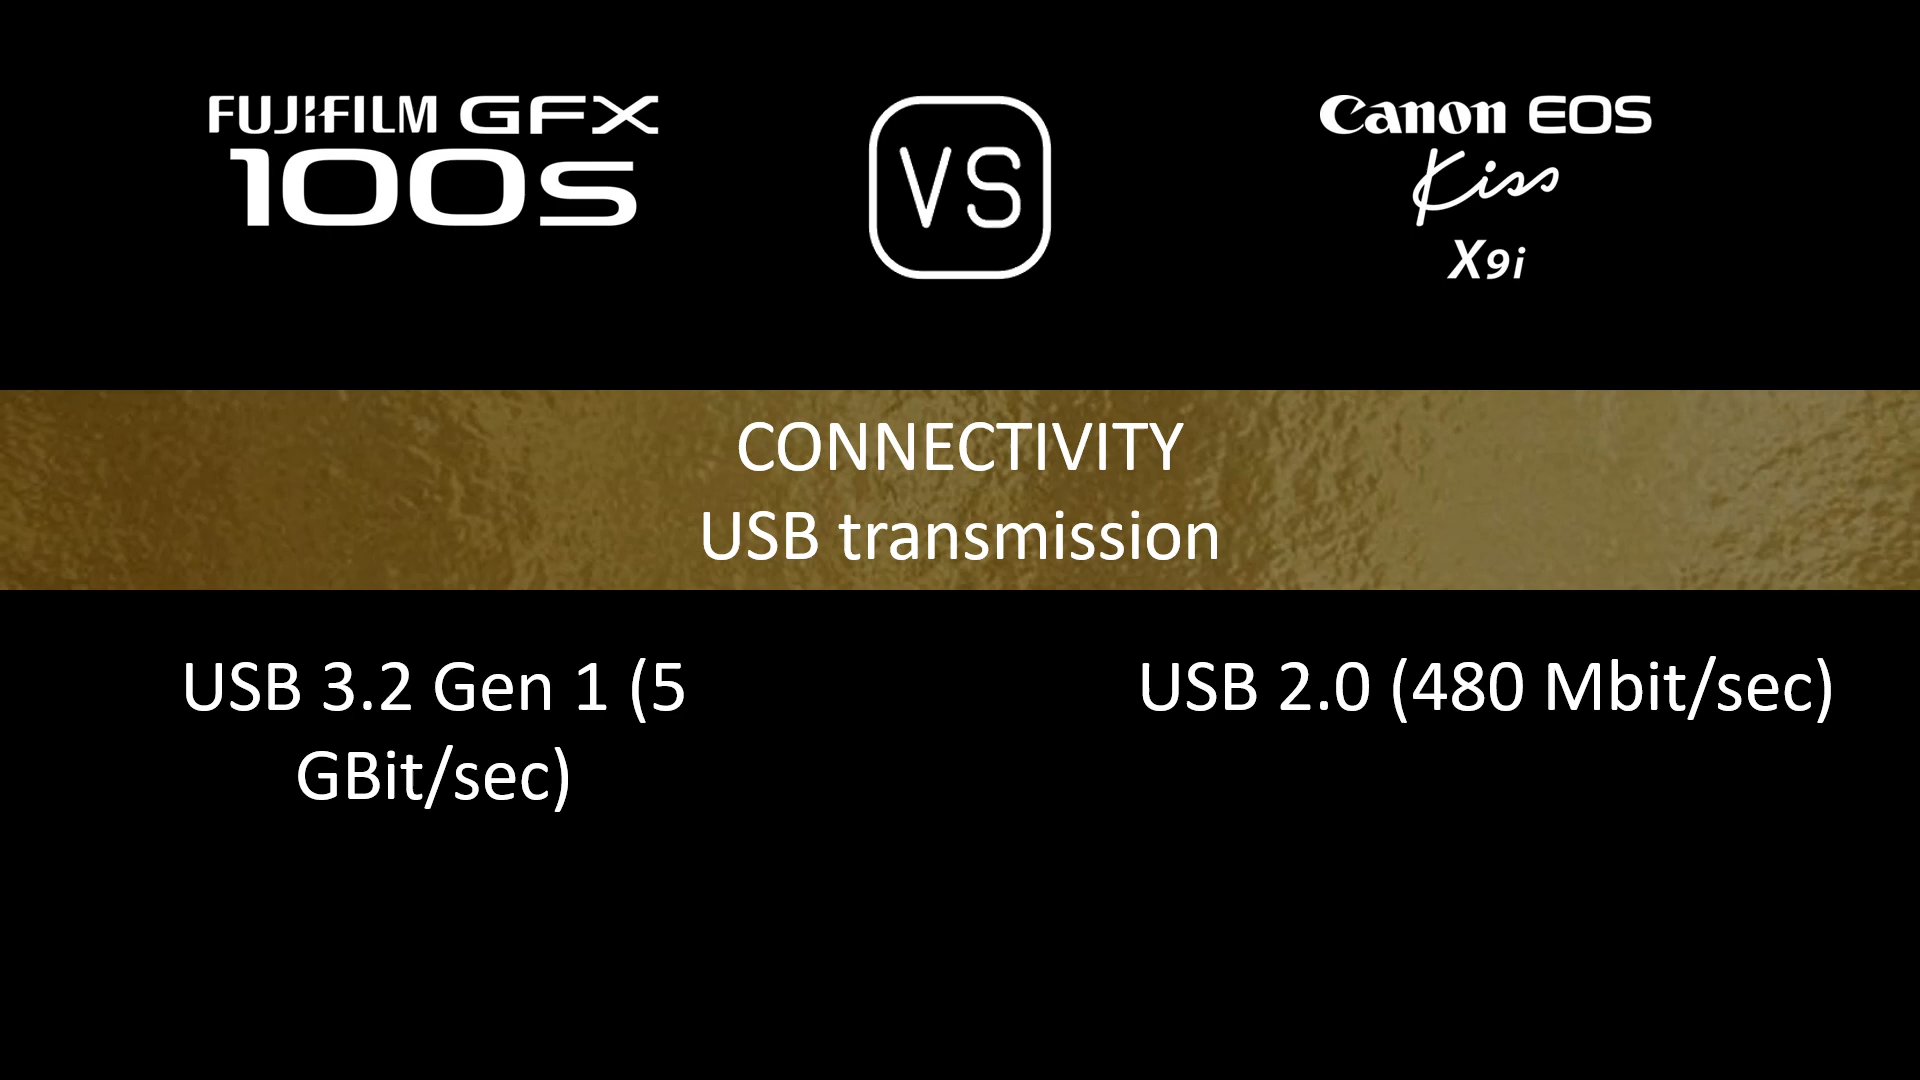 FUJIFILM GFX
100S
VS
Canon EOS
Kiss
X9i
CONNECTIVITY
USB transmission
USB 3.2 Gen 1 (5
GBit/sec)
USB 2.0 (480 Mbit/sec)